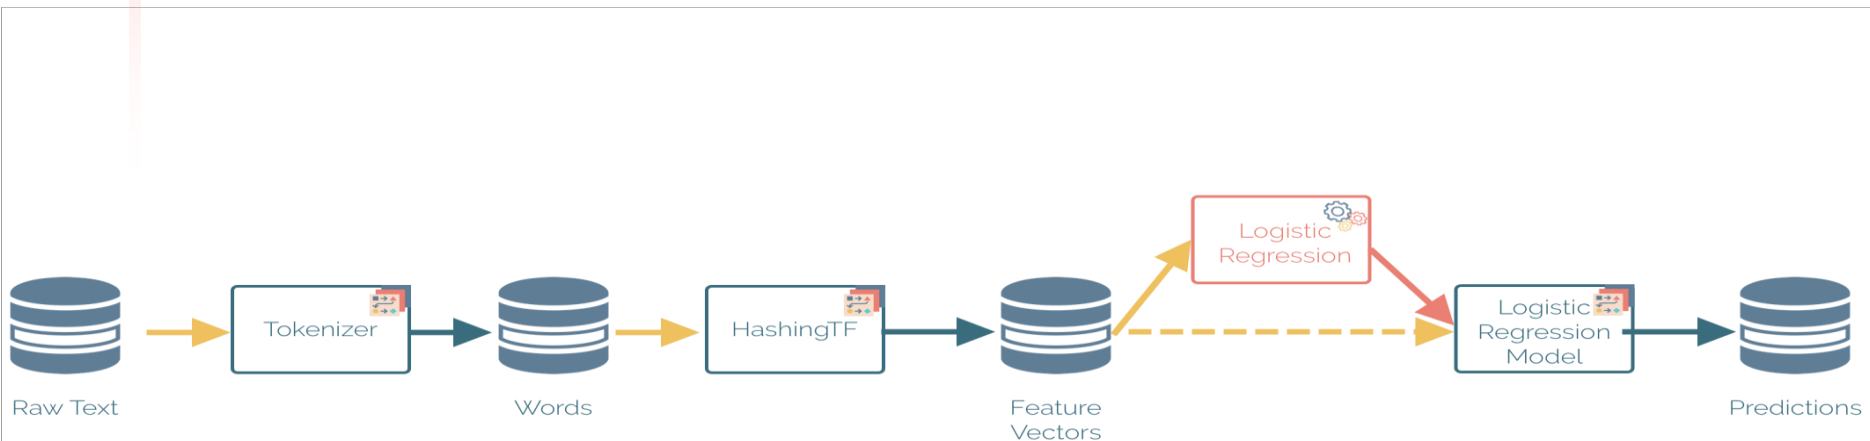 Logistic
Regression
Tokenizer
HashingTF
Logistic
Regression
Model
Raw Text
Words
Feature
Vectors
Predictions